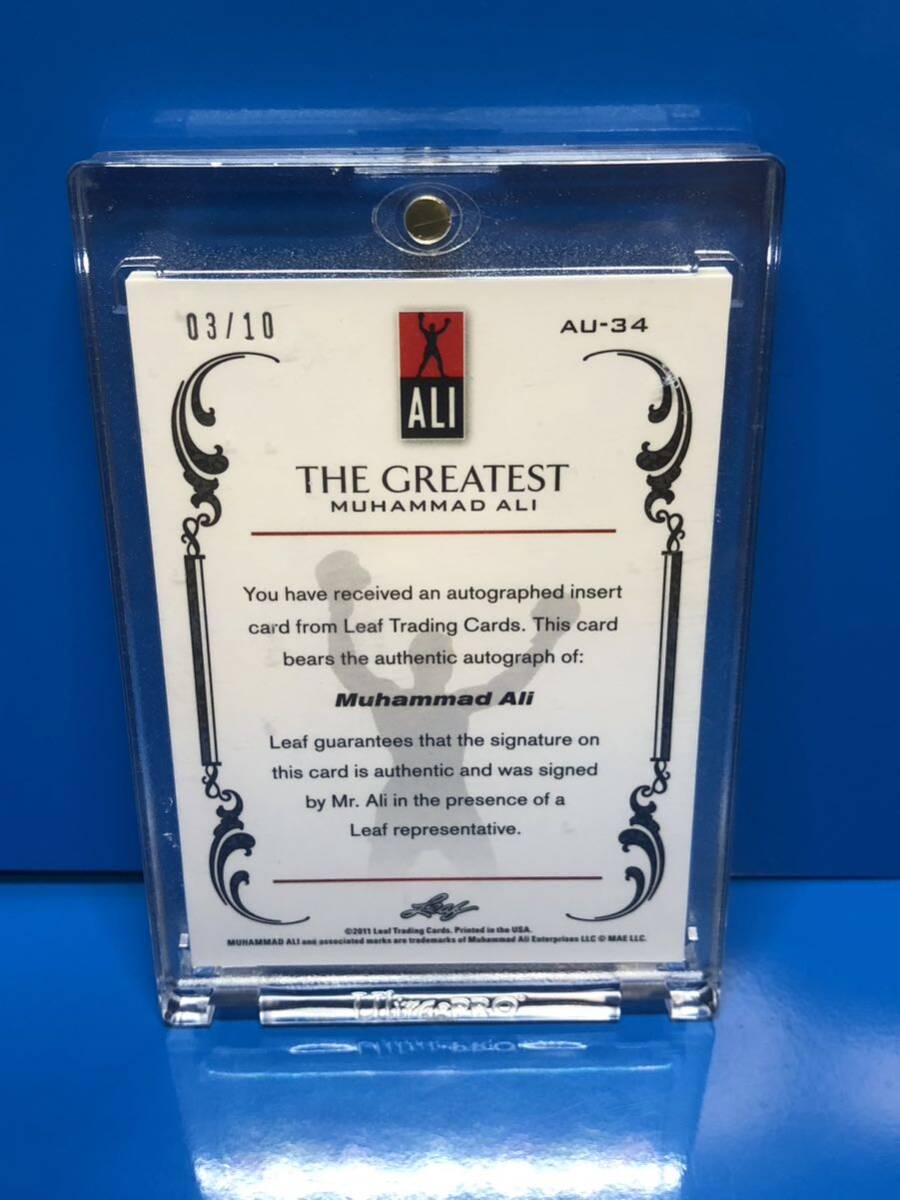 03/10
AU-34
ALI
THE GREATEST
MUHAMMAD ALI
You have received an autographed insert
card from Leaf Trading Cards. This card
bears the authentic autograph of:
Muhammad Ali
Leaf guarantees that the signature on
this card is authentic and was signed
by Mr. Ali in the presence of a
Leaf representative.
Leaf
©2011 Leaf Trading Cards. Printed in the USA.
MUHAMMAD ALI and associated marks are trademarks of Muhammad Ali Enterprises LLC © MAE LLC.
Ultra PRO®